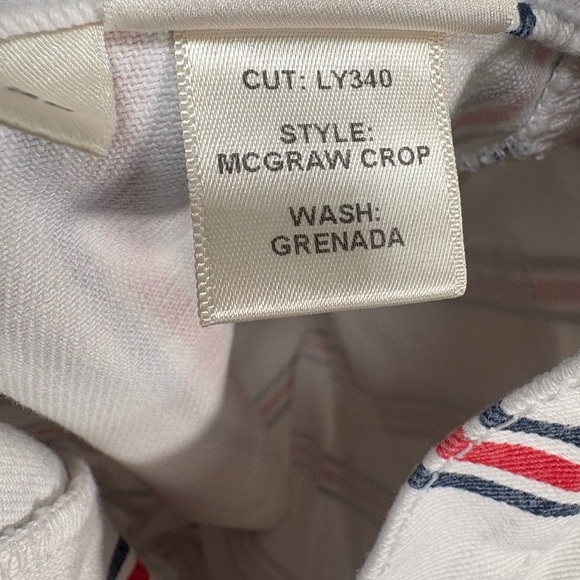 CUT: LY340
STYLE:
MCGRAW CROP
WASH:
GRENADA